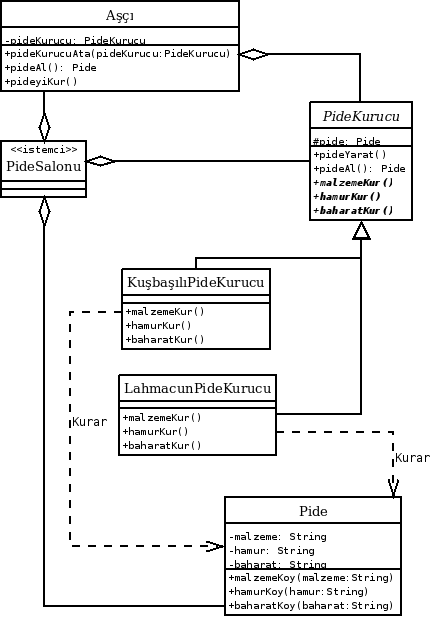 Aşçı
-pideKurucu: PideKurucu
+pideKurucuAta(pideKurucu:PideKurucu)
+pideAl(): Pide
+pideyiKur()
<<istemci>>
PideSalonu
PideKurucu
#pide: Pide
+pideYarat()
+pideAl(): Pide
+malzemeKur()
+hamurKur()
+baharatKur()
KuşbaşılıPideKurucu
+malzemeKur()
+hamurKur()
+baharatKur()
LahmacunPideKurucu
+malzemeKur()
+hamurKur()
+baharatKur()
Kurar
Kurar
Pide
-malzeme: String
-hamur: String
-baharat: String
+malzemeKoy(malzeme:String)
+hamurKoy(hamur:String)
+baharatKoy(baharat:String)